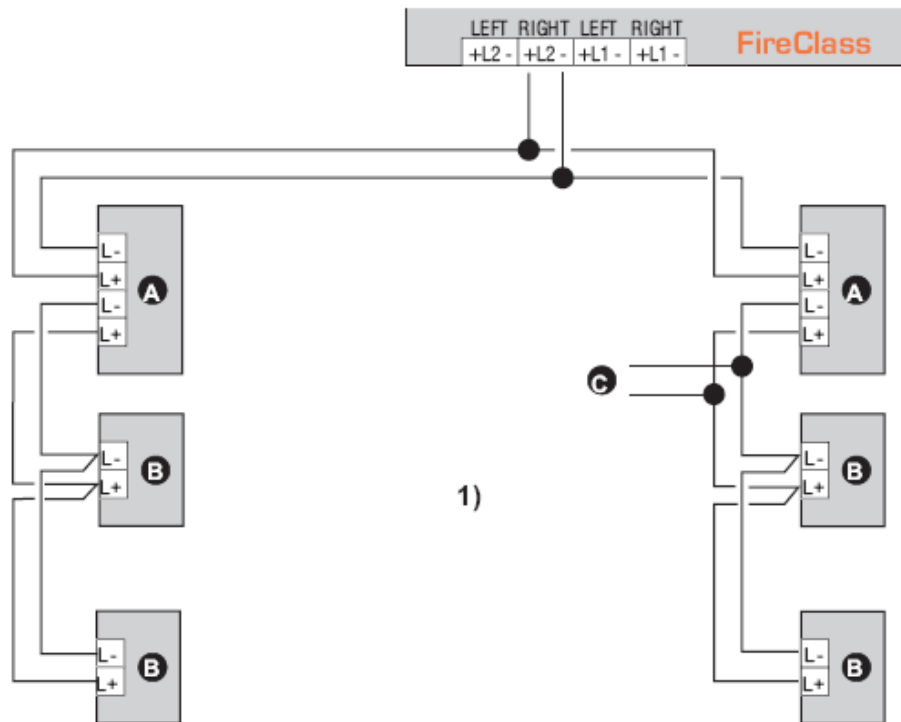 LEFT RIGHT LEFT RIGHT
+L2 - +L2 - +L1 - +L1 -
FireClass
L-
L+
L-
L+
A
L-
L+
L-
L+
A
C
L-
L+
B
L-
L+
B
1)
L-
L+
B
L-
L+
B